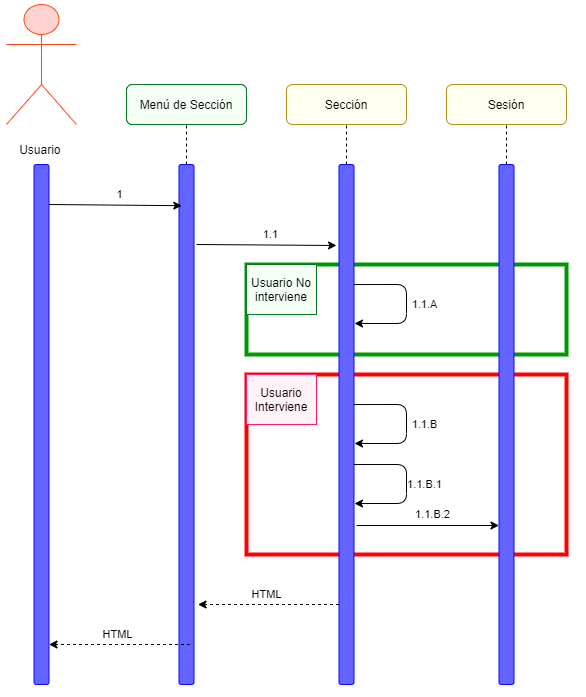 Menú de Sección
Sección
Sesión
Usuario
1
1.1
Usuario No
interviene
1.1.A
Usuario
Interviene
1.1.B
1.1.B.1
1.1.B.2
HTML
HTML